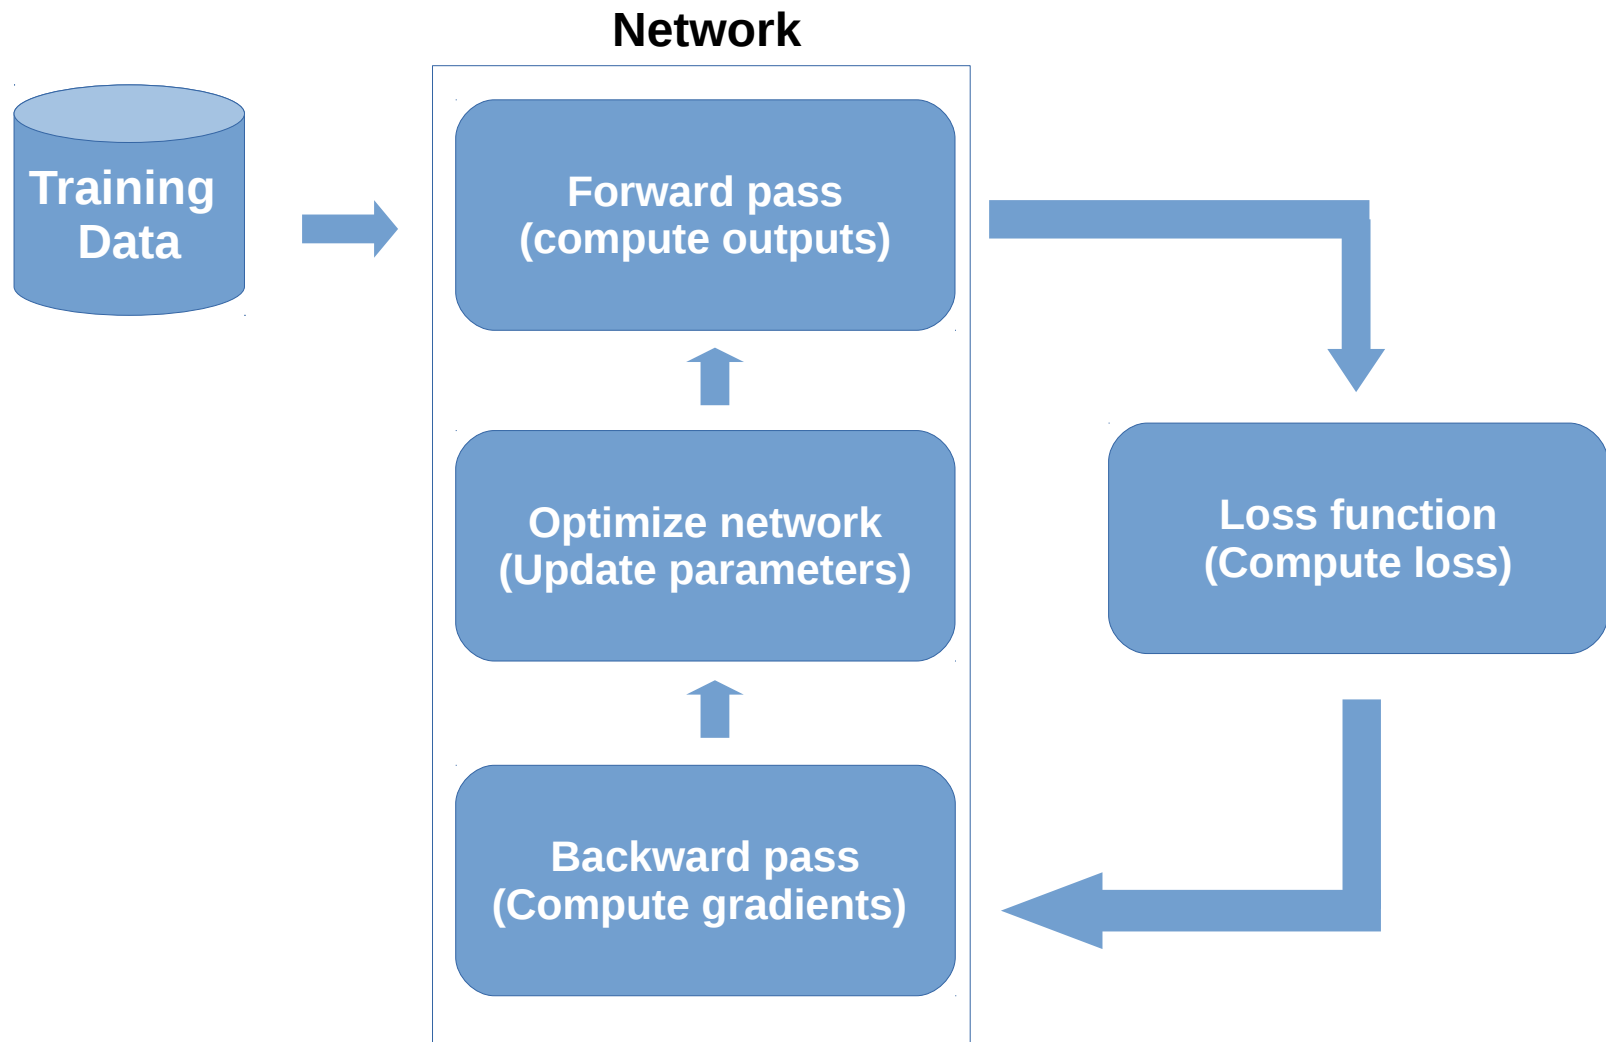 Network
Training
Data
Forward pass
(compute outputs)
Optimize network
(Update parameters)
Loss function
(Compute loss)
Backward pass
(Compute gradients)